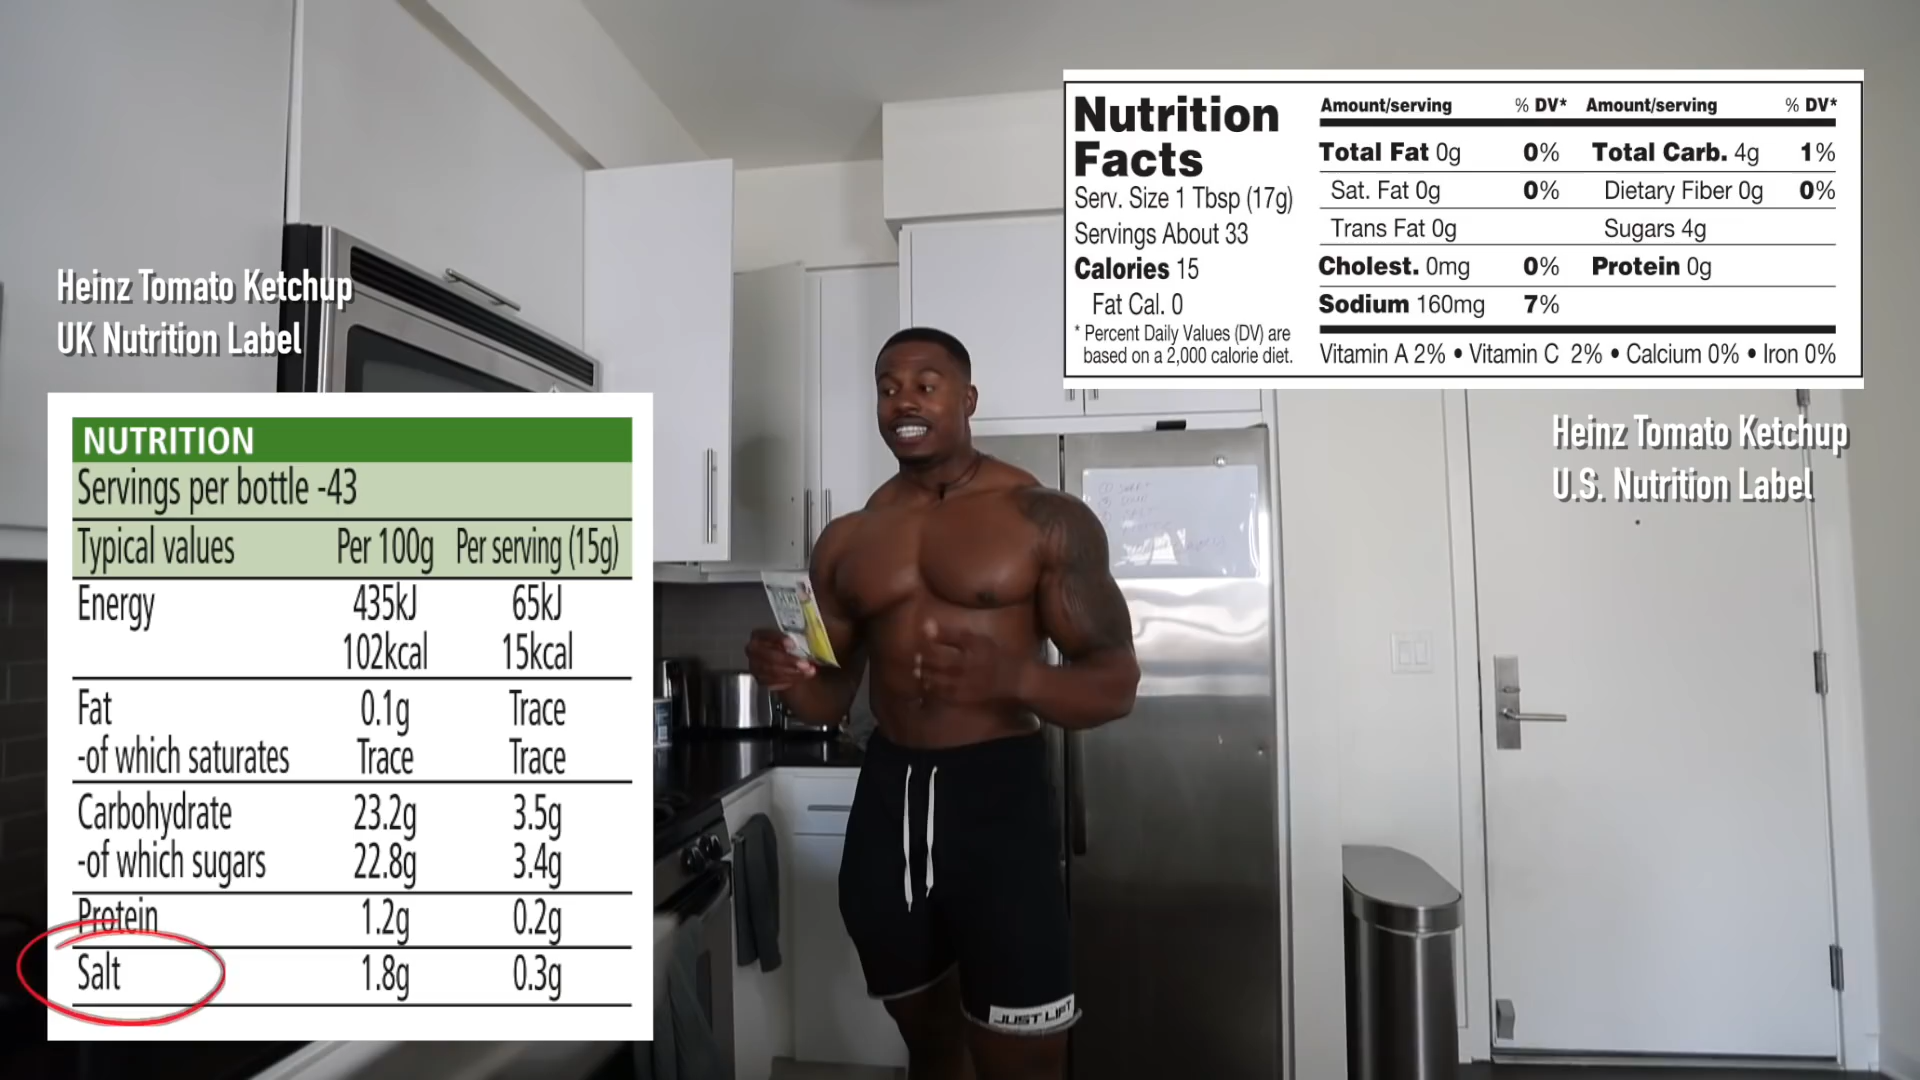 Heinz Tomato Ketchup
UK Nutrition Label
NUTRITION
Servings per bottle -43
Typical values Per 100g Per serving (15g)
Energy 435kJ 65kJ
102kcal 15kcal
Fat 0.1g Trace
-of which saturates Trace Trace
Carbohydrate 23.2g 3.5g
-of which sugars 22.8g 3.4g
Protein 1.2g 0.2g
Salt 1.8g 0.3g
Nutrition
Facts
Serv. Size 1 Tbsp (17g)
Servings About 33
Calories 15
Fat Cal. 0
* Percent Daily Values (DV) are
based on a 2,000 calorie diet.
Amount/serving % DV* Amount/serving % DV*
Total Fat 0g 0% Total Carb. 4g 1%
Sat. Fat 0g 0% Dietary Fiber 0g 0%
Trans Fat 0g Sugars 4g
Cholest. 0mg 0% Protein 0g
Sodium 160mg 7%
Vitamin A 2% • Vitamin C 2% • Calcium 0% • Iron 0%
Heinz Tomato Ketchup
U.S. Nutrition Label
JUST LIFT